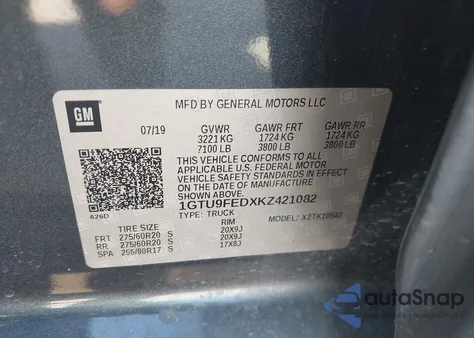 GM
MFD BY GENERAL MOTORS LLC
07/19 GVWR GAWR FRT GAWR RR
3221 KG 1724 KG 1724 KG
7100 LB 3800 LB 3800 LB
THIS VEHICLE CONFORMS TO ALL
APPLICABLE U.S. FEDERAL MOTOR
VEHICLE SAFETY STANDARDS IN
EFFECT ON THE DATE OF
MANUFACTURE SHOWN ABOVE.
1GTU9FEDXKZ421082
626D
TYPE: TRUCK MODEL: X2TK10543
TIRE SIZE RIM
FRT 275/60R20 S 20X9J
RR 275/60R20 S 20X9J
SPA 255/80R17 S 17X8J
autoSnap